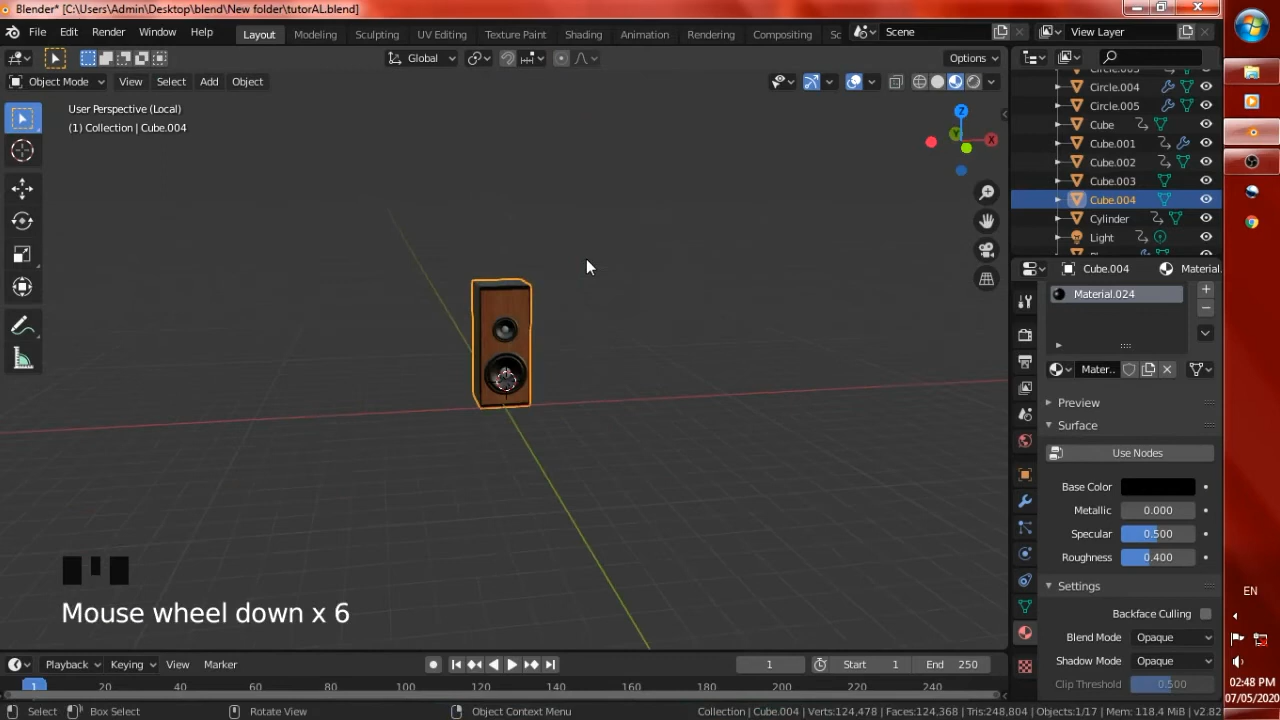 Blender* [C:\Users\Admin\Desktop\blend\New folder\tutorAL.blend]
File Edit Render Window Help Layout Modeling Sculpting UV Editing Texture Paint Shading Animation Rendering Compositing Sc Scene View Layer
Global Options
Object Mode View Select Add Object
User Perspective (Local)
(1) Collection | Cube.004
Z
Y
X
Circle.004
Circle.005
Cube
Cube.001
Cube.002
Cube.003
Cube.004
Cylinder
Light
Cube.004 Material.
Material.024
Mater..
Preview
Surface
Use Nodes
Base Color
Metallic 0.000
Specular 0.500
Roughness 0.400
Settings
Backface Culling
Blend Mode Opaque
Shadow Mode Opaque
Clip Threshold 0.500
Mouse wheel down x 6
Playback Keying View Marker 1 Start 1 End 250
1 20 40 60 80 100 120 140 160 180 200 220 240
Select Box Select Rotate View Object Context Menu Collection | Cube.004 | Verts:124,478 | Faces:124,368 | Tris:248,804 | Objects:1/17 | Mem: 118.4 MiB | v2.82
EN
02:48 PM
07/05/2020